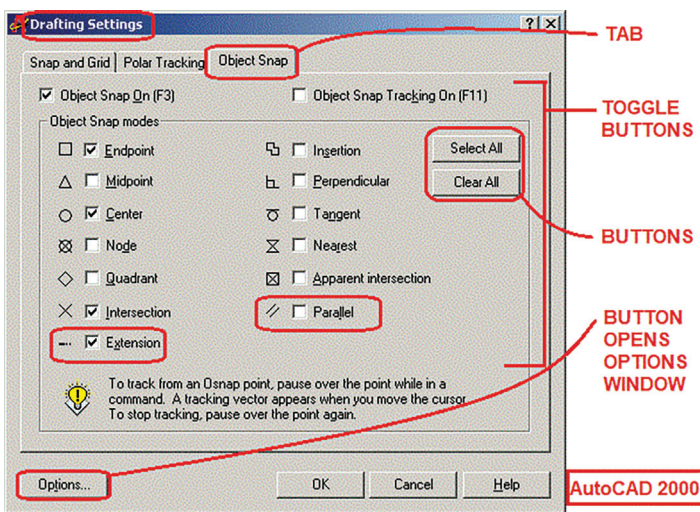 Drafting Settings
TAB
Snap and Grid Polar Tracking Object Snap
Object Snap On (F3) Object Snap Tracking On (F11)
TOGGLE
BUTTONS
Object Snap modes
Endpoint Insertion Select All
Midpoint Perpendicular Clear All
Center Tangent
BUTTONS
Node Nearest
Quadrant Apparent intersection
Intersection Parallel
Extension
BUTTON
OPENS
OPTIONS
WINDOW
To track from an Osnap point, pause over the point while in a
command. A tracking vector appears when you move the cursor.
To stop tracking, pause over the point again.
Options... OK Cancel Help
AutoCAD 2000